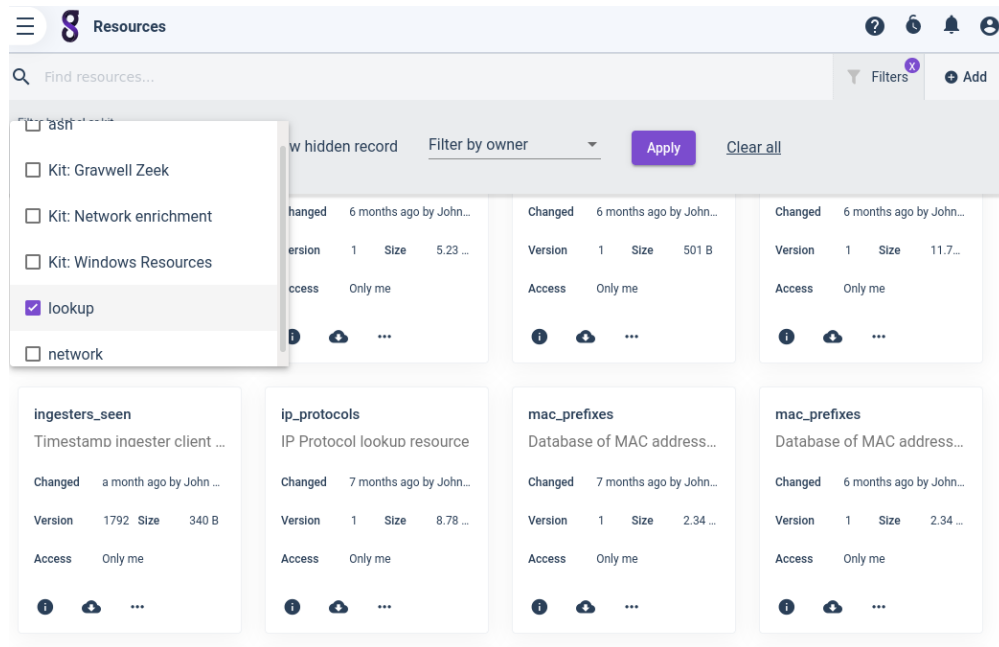 Resources
Find resources...
Filters
X
Add
ash
Kit: Gravwell Zeek
Kit: Network enrichment
Kit: Windows Resources
lookup
network
w hidden record
Filter by owner
Apply
Clear all
hanged 6 months ago by John...
ersion 1 Size 5.23 ...
ccess Only me
Changed 6 months ago by John...
Version 1 Size 501 B
Access Only me
Changed 6 months ago by John...
Version 1 Size 11.7...
Access Only me
ingesters_seen
Timestamp ingester client ...
Changed a month ago by John ...
Version 1792 Size 340 B
Access Only me
ip_protocols
IP Protocol lookup resource
Changed 7 months ago by John...
Version 1 Size 8.78 ...
Access Only me
mac_prefixes
Database of MAC address...
Changed 7 months ago by John...
Version 1 Size 2.34 ...
Access Only me
mac_prefixes
Database of MAC address...
Changed 6 months ago by John...
Version 1 Size 2.34 ...
Access Only me